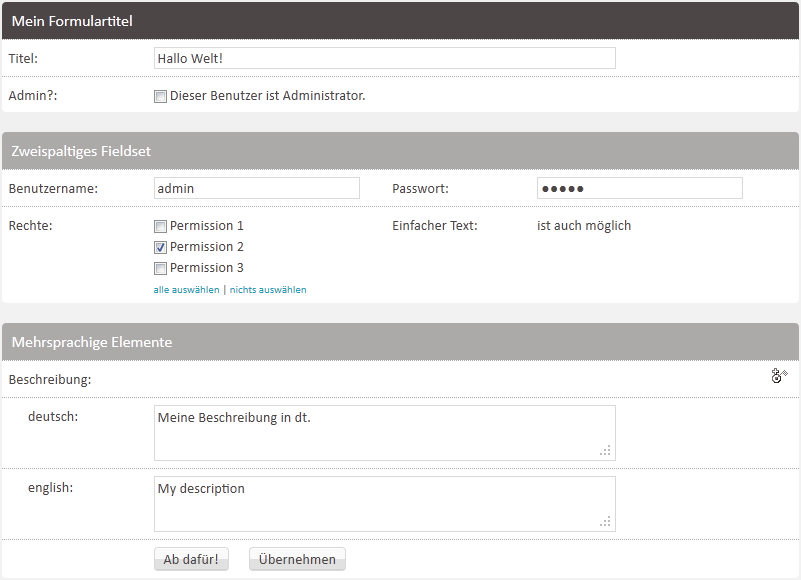 Mein Formulartitel
Titel: Hallo Welt!
Admin?: Dieser Benutzer ist Administrator.
Zweispaltiges Fieldset
Benutzername: admin Passwort: ●●●●●
Rechte: Permission 1 Einfacher Text: ist auch möglich
Permission 2
Permission 3
alle auswählen | nichts auswählen
Mehrsprachige Elemente
Beschreibung:
deutsch: Meine Beschreibung in dt.
english: My description
Ab dafür! Übernehmen